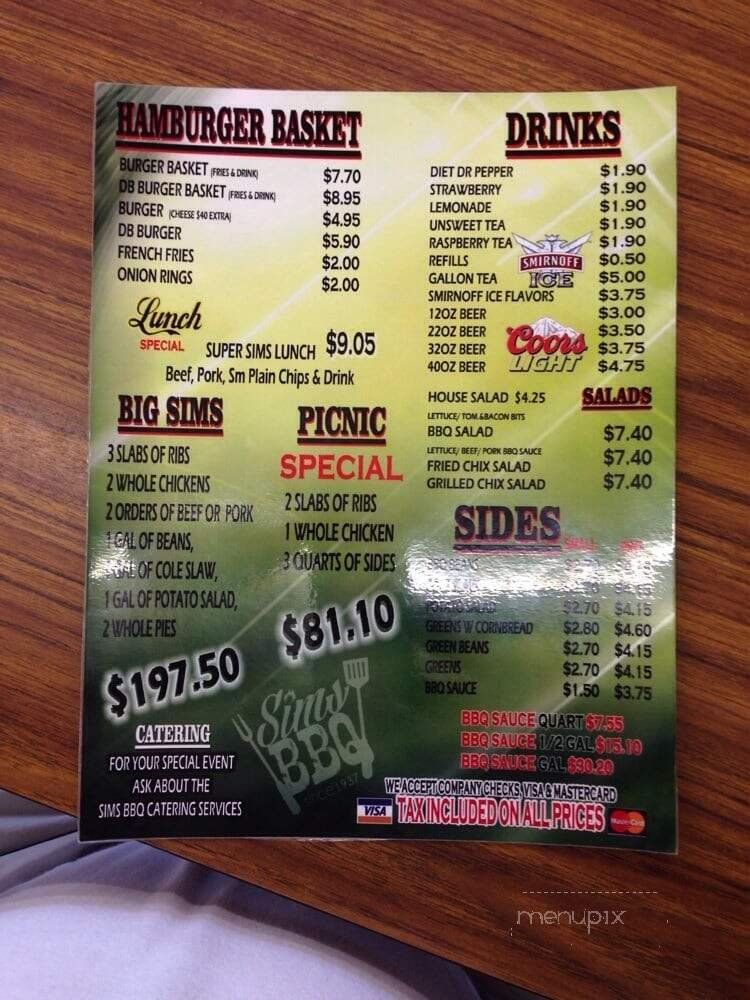 HAMBURGER BASKET
BURGER BASKET (FRIES & DRINK) $7.70
DB BURGER BASKET (FRIES & DRINK) $8.95
BURGER (CHEESE $40 EXTRA) $4.95
DB BURGER $5.90
FRENCH FRIES $2.00
ONION RINGS $2.00
Lunch
SPECIAL
SUPER SIMS LUNCH $9.05
Beef, Pork, Sm Plain Chips & Drink
BIG SIMS
3 SLABS OF RIBS
2 WHOLE CHICKENS
2 ORDERS OF BEEF OR PORK
1 GAL OF BEANS,
GAL OF COLE SLAW,
1 GAL OF POTATO SALAD,
2 WHOLE PIES
$197.50
PICNIC
SPECIAL
2 SLABS OF RIBS
1 WHOLE CHICKEN
3 QUARTS OF SIDES
$81.10
CATERING
FOR YOUR SPECIAL EVENT
ASK ABOUT THE
SIMS BBQ CATERING SERVICES
Sims
BBQ
since 1937
DRINKS
DIET DR PEPPER $1.90
STRAWBERRY $1.90
LEMONADE $1.90
UNSWEET TEA $1.90
RASPBERRY TEA $1.90
REFILLS $0.50
GALLON TEA $5.00
SMIRNOFF ICE FLAVORS $3.75
12OZ BEER $3.00
22OZ BEER $3.50
32OZ BEER $3.75
40OZ BEER $4.75
SMIRNOFF
ICE
Coors
LIGHT
SALADS
HOUSE SALAD $4.25
LETTUCE/ TOM. &BACON BITS
BBQ SALAD $7.40
LETTUCE/ BEEF/ PORK BBQ SAUCE
FRIED CHIX SALAD $7.40
GRILLED CHIX SALAD $7.40
SIDES
SMALL
BBQ BEANS
POTATO SALAD $2.70 $4.15
GREENS W CORNBREAD $2.80 $4.60
GREEN BEANS $2.70 $4.15
GREENS $2.70 $4.15
BBQ SAUCE $1.50 $3.75
BBQ SAUCE QUART $7.55
BBQ SAUCE 1/2 GAL $15.10
BBQ SAUCE GAL $30.20
WE ACCEPT COMPANY CHECKS, VISA & MASTERCARD
VISA
TAX INCLUDED ON ALL PRICES
MasterCard
menupix